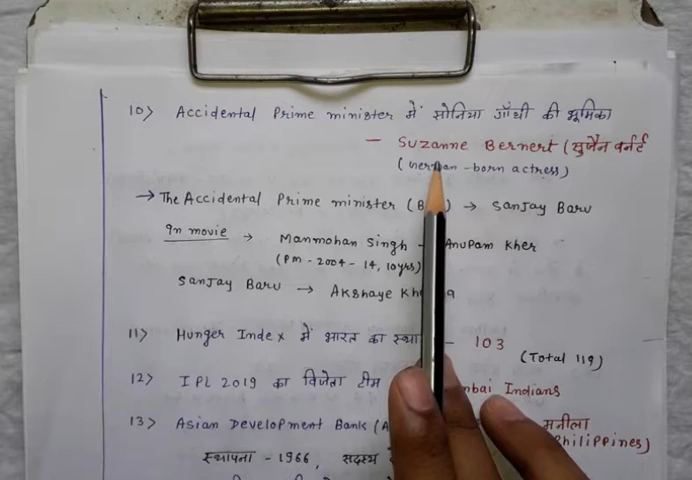 10> Accidental Prime minister में सोनिया गाँधी की भूमिका
– Suzanne Bernert (सुजैन बर्नर्ट
(German-born actress)
→ The Accidental Prime minister ( ) → Sanjay Baru
In movie → Manmohan Singh – Anupam Kher
(PM - 2004 - 14, 10yrs)
Sanjay Baru → Akshaye
11> Hunger Index में भारत का – 103
(Total 119)
12> IPL 2019 का विजेता टीम Indians
13> Asian Development Bank मनीला
Philippines)
स्थापना - 1966, सदस्य